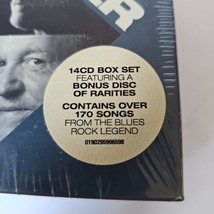 14CD BOX SET
FEATURING A
BONUS DISC
OF RARITIES
CONTAINS OVER
170 SONGS
FROM THE BLUES
ROCK LEGEND
0190295996598